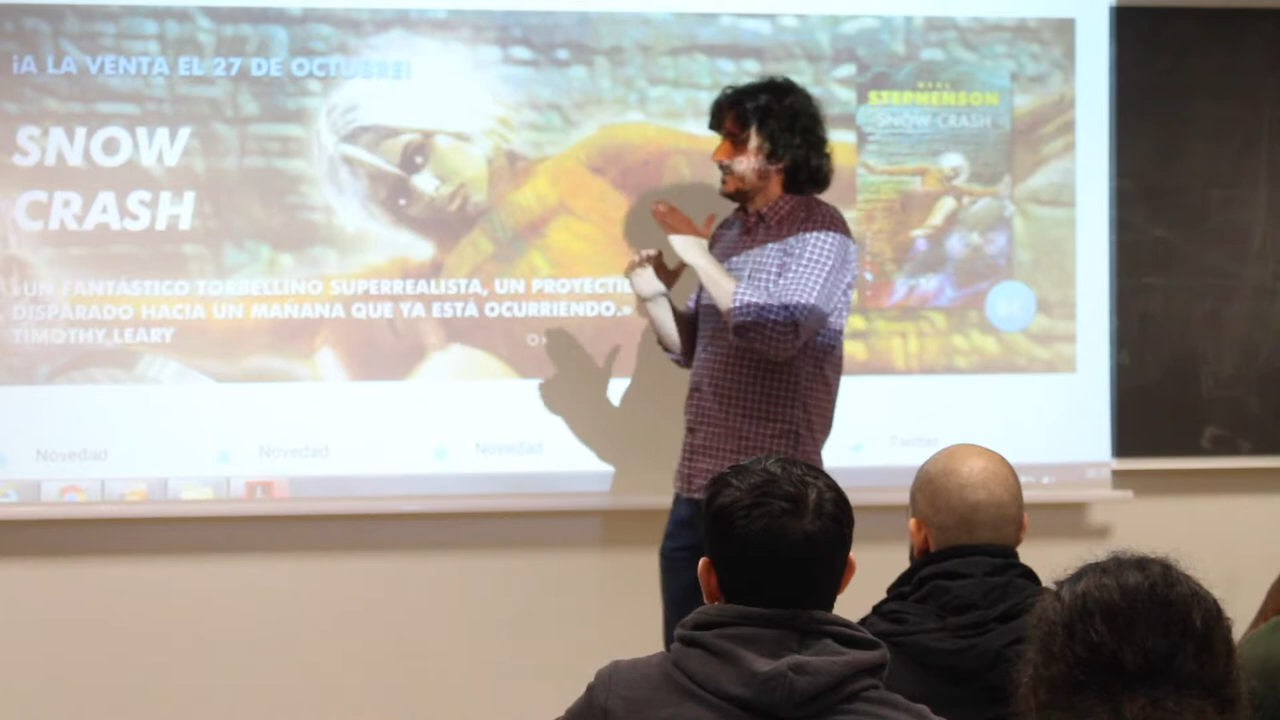 ¡A LA VENTA EL 27 DE OCTUBRE!
SNOW
CRASH
«UN FANTÁSTICO TORBELLINO SUPERREALISTA, UN
DISPARADO HACIA UN MAÑANA QUE YA ESTÁ OCURRIENDO.»
TIMOTHY LEARY
NEAL
STEPHENSON
SNOW CRASH
Novedad
Novedad
Novedad
Twitter